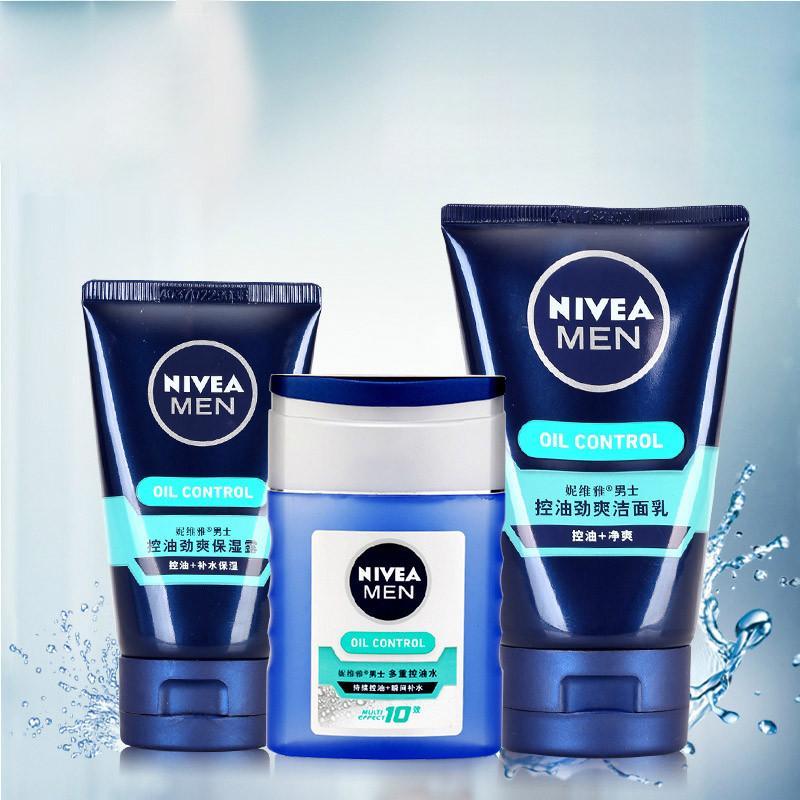 NIVEA
MEN
OIL CONTROL
妮维雅®男士
控油劲爽保湿露
控油+补水保湿
NIVEA
MEN
OIL CONTROL
妮维雅®男士 多重控油水
持续控油+瞬间补水
MULTI
EFFECT 10效
NIVEA
MEN
OIL CONTROL
妮维雅®男士
控油劲爽洁面乳
控油+净爽